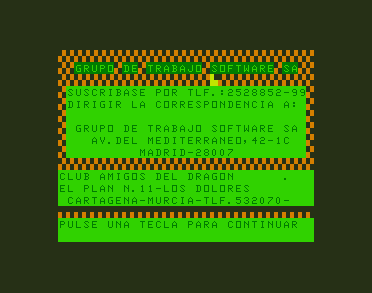 GRUPO DE TRABAJO SOFTWARE SA
SUSCRIBASE POR TLF.:2528852-99
DIRIGIR LA CORRESPONDENCIA A:
GRUPO DE TRABAJO SOFTWARE SA
AV.DEL MEDITERRANEO,42-1C
MADRID-28007
CLUB AMIGOS DEL DRAGON .
EL PLAN N.11-LOS DOLORES
CARTAGENA-MURCIA-TLF.532070-
PULSE UNA TECLA PARA CONTINUAR